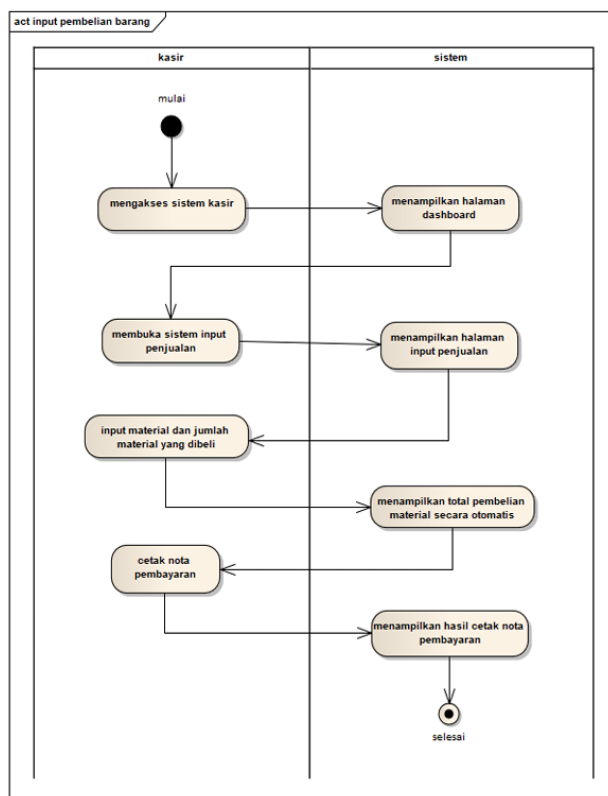 act input pembelian barang
kasir
sistem
mulai
mengakses sistem kasir
menampilkan halaman
dashboard
membuka sistem input
penjualan
menampilkan halaman
input penjualan
input material dan jumlah
material yang dibeli
menampilkan total pembelian
material secara otomatis
cetak nota
pembayaran
menampilkan hasil cetak nota
pembayaran
selesai